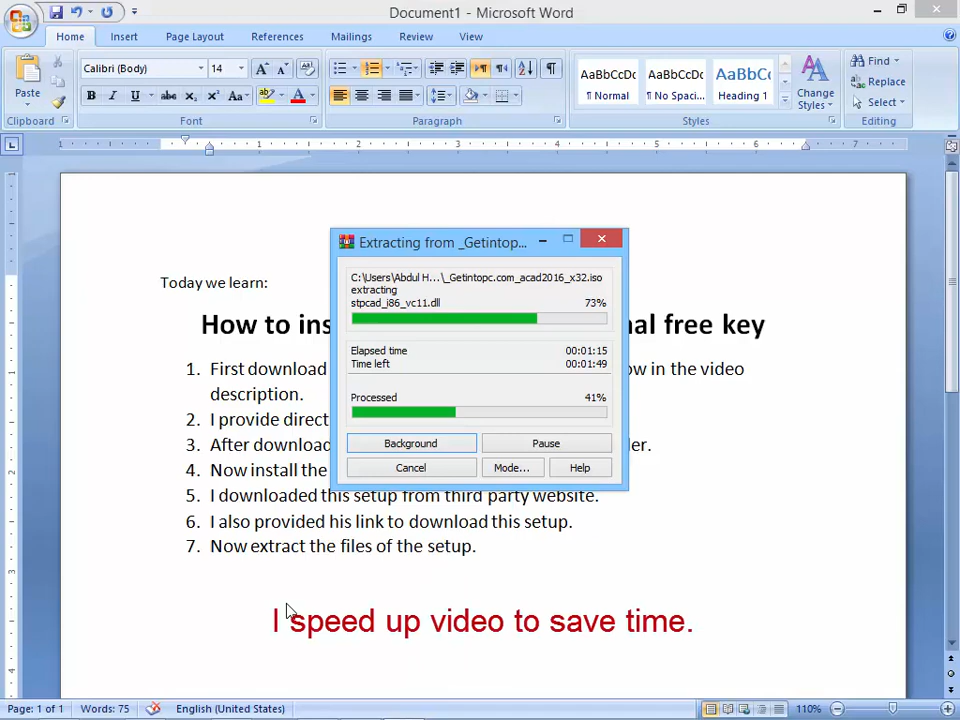 Document1 - Microsoft Word
Home Insert Page Layout References Mailings Review View
Paste
Clipboard
Calibri (Body) 14
B I U abc X₂ X² Aa
Font
Paragraph
AaBbCcDc AaBbCcDc AaBbCc
¶ Normal ¶ No Spaci... Heading 1
Change Styles
Styles
Find
Replace
Select
Editing
Today we learn:
How to ins
nal free key
1. First download
ow in the video
description.
2. I provide direct
3. After download
er.
4. Now install the
5. I downloaded this setup from third party website.
6. I also provided his link to download this setup.
7. Now extract the files of the setup.
I speed up video to save time.
Extracting from _Getintop...
C:\Users\Abdul H...\_Getintopc.com_acad2016_x32.iso
extracting
stpcad_i86_vc11.dll 73%
Elapsed time 00:01:15
Time left 00:01:49
Processed 41%
Background Pause
Cancel Mode... Help
Page: 1 of 1 Words: 75 English (United States) 110%